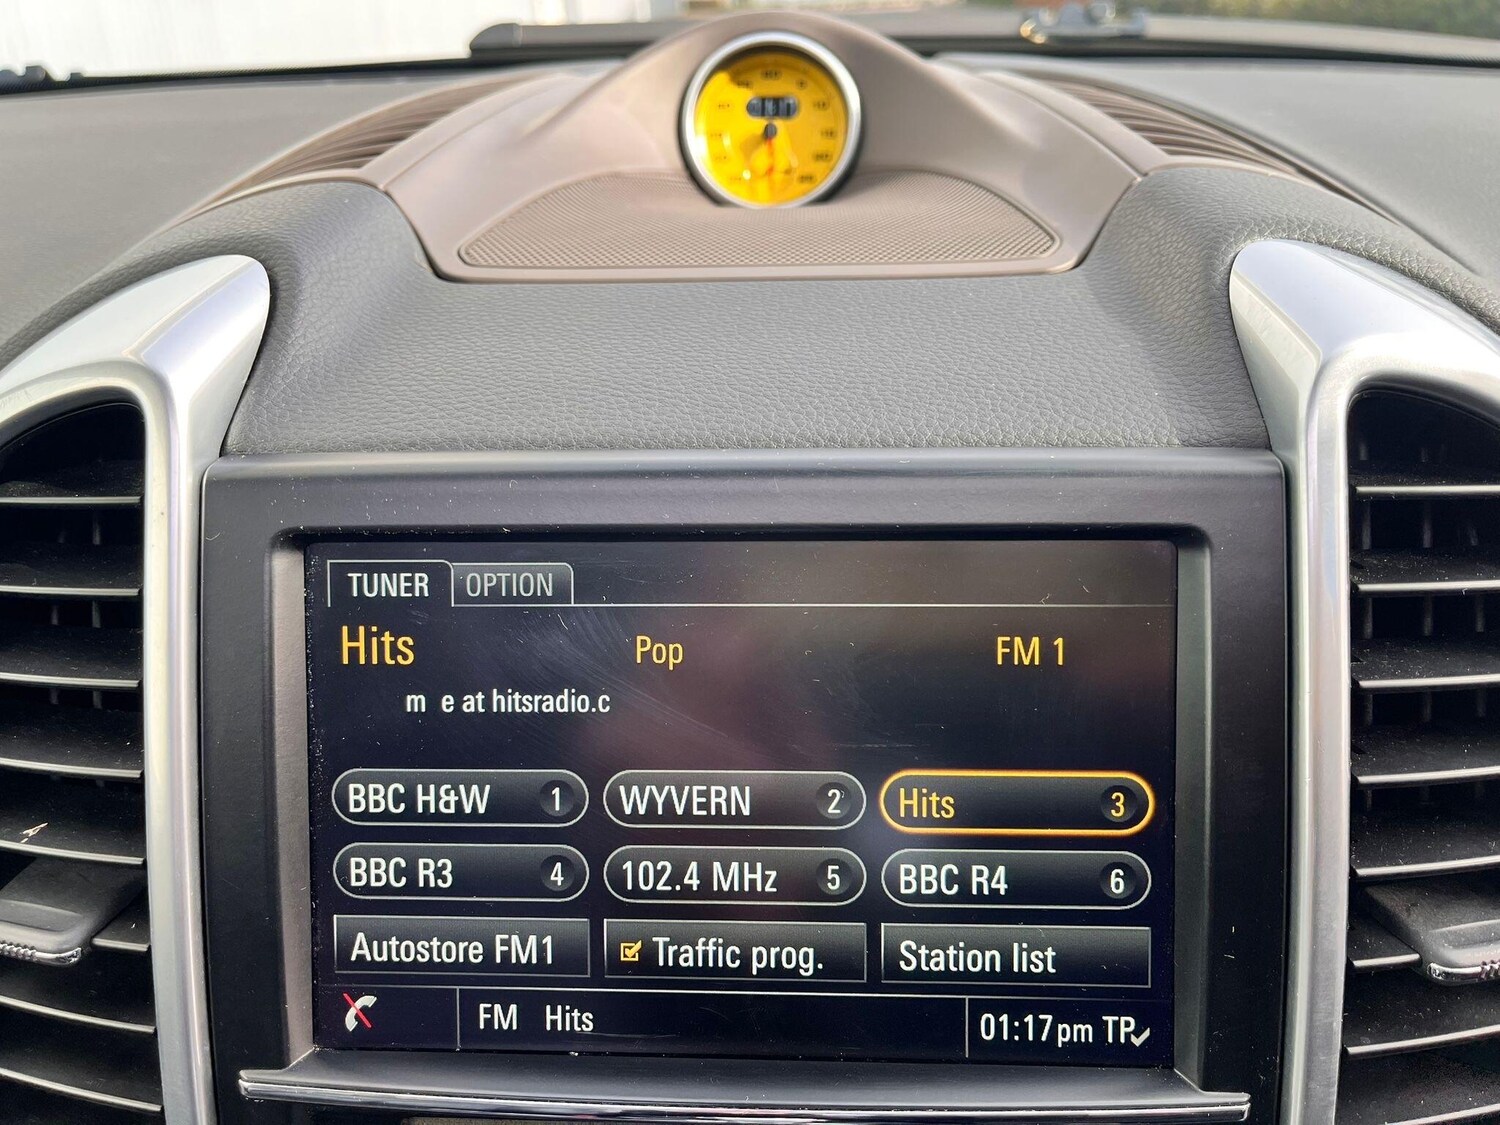 TUNER OPTION
Hits Pop FM 1
m e at hitsradio.c
BBC H&W 1 WYVERN 2 Hits 3
BBC R3 4 102.4 MHz 5 BBC R4 6
Autostore FM1 Traffic prog. Station list
FM Hits 01:17pm TP